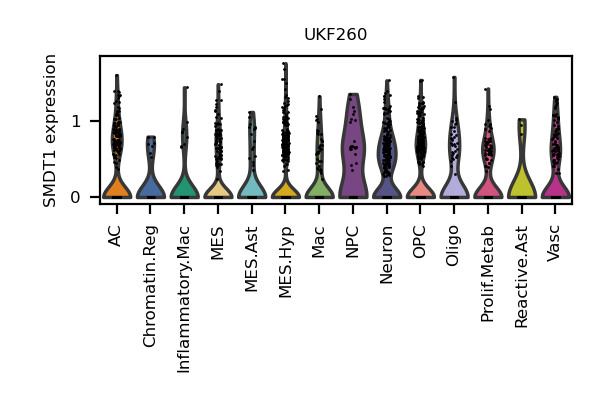 UKF260
SMDT1 expression
1
0
AC
Chromatin.Reg
Inflammatory.Mac
MES
MES.Ast
MES.Hyp
Mac
NPC
Neuron
OPC
Oligo
Prolif.Metab
Reactive.Ast
Vasc